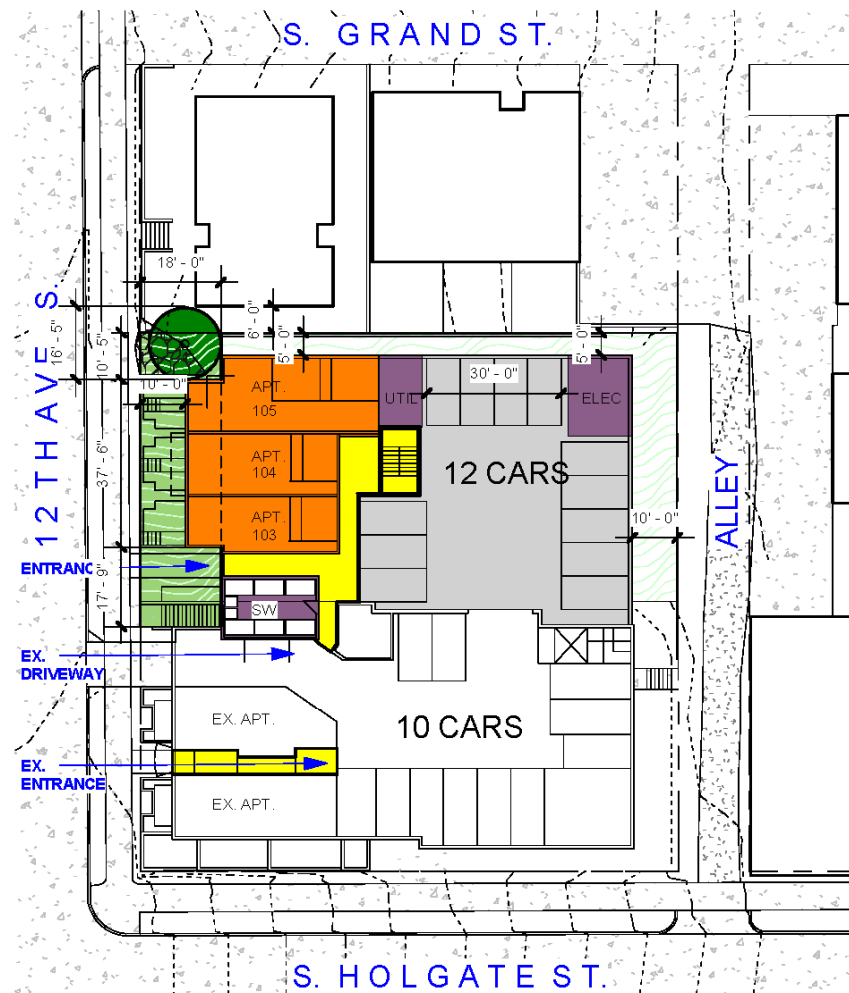 S. GRAND ST.
18' - 0"
12TH AVE S.
16' - 5"
10' - 5"
6' - 0"
5' - 0"
5' - 0"
10' - 0"
30' - 0"
APT.
105
UTIL
ELEC
37' - 6"
APT.
104
12 CARS
ALLEY
APT.
103
10' - 0"
ENTRANC
17' - 9"
SW
EX.
DRIVEWAY
EX. APT.
10 CARS
EX.
ENTRANCE
EX. APT.
S. HOLGATE ST.